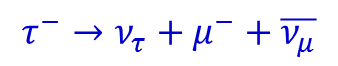 τ⁻ → ν_τ + μ⁻ + ν̅_μ̅